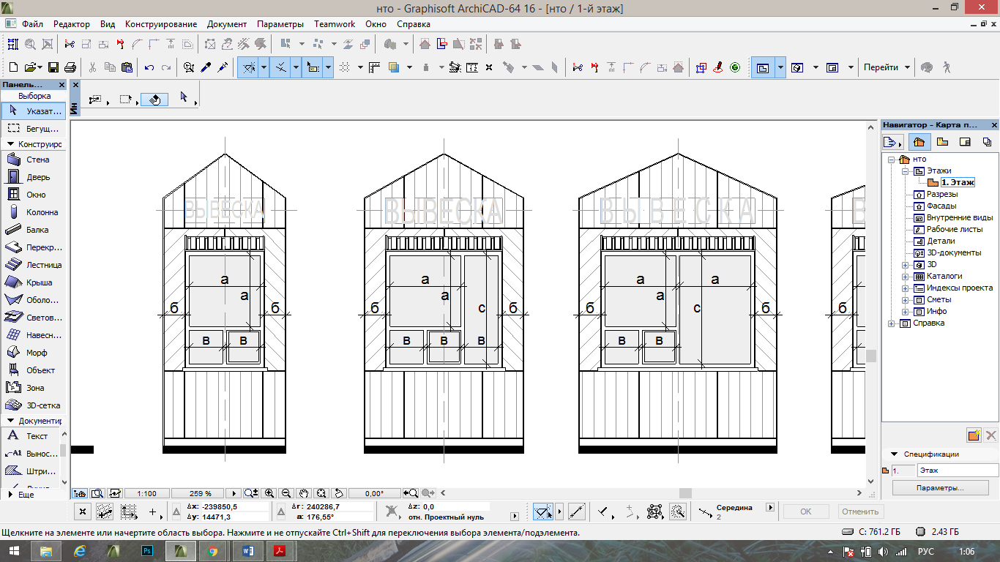 нто - Graphisoft ArchiCAD-64 16 - [нто / 1-й этаж]
Файл Редактор Вид Конструирование Документ Параметры Teamwork Окно Справка
Перейти
Панель...
Выборка
Указат...
Бегущ...
Конструиро
Стена
Дверь
Окно
Колонна
Балка
Перекр...
Лестница
Крыша
Оболо...
Светов...
Навесн...
Морф
Объект
Зона
3D-сетка
Документир
Текст
Вынос...
Штри...
Еще
Ин
ВЫВЕСКА ВЫВЕСКА ВЫВЕСКА В
а а а а
а а а
б б б с б б с б
в в в в в в в
Навигатор - Карта п...
нто
Этажи
1. Этаж
Разрезы
Фасады
Внутренние виды
Рабочие листы
Детали
3D-документы
3D
Каталоги
Индексы проекта
Сметы
Инфо
Справка
Спецификации
1. Этаж
Параметры...
1:100 259 % 0,00°
Δx: -239850,5 Δr: 240286,7 Δz: 0,0 Середина OK Отменить
Δy: 14471,3 a: 176,55° отн. Проектный нуль 2
Щелкните на элементе или начертите область выбора. Нажмите и не отпускайте Ctrl+Shift для переключения выбора элемента/подэлемента. C: 761.2 ГБ 2.43 ГБ
Ps РУС 1:06